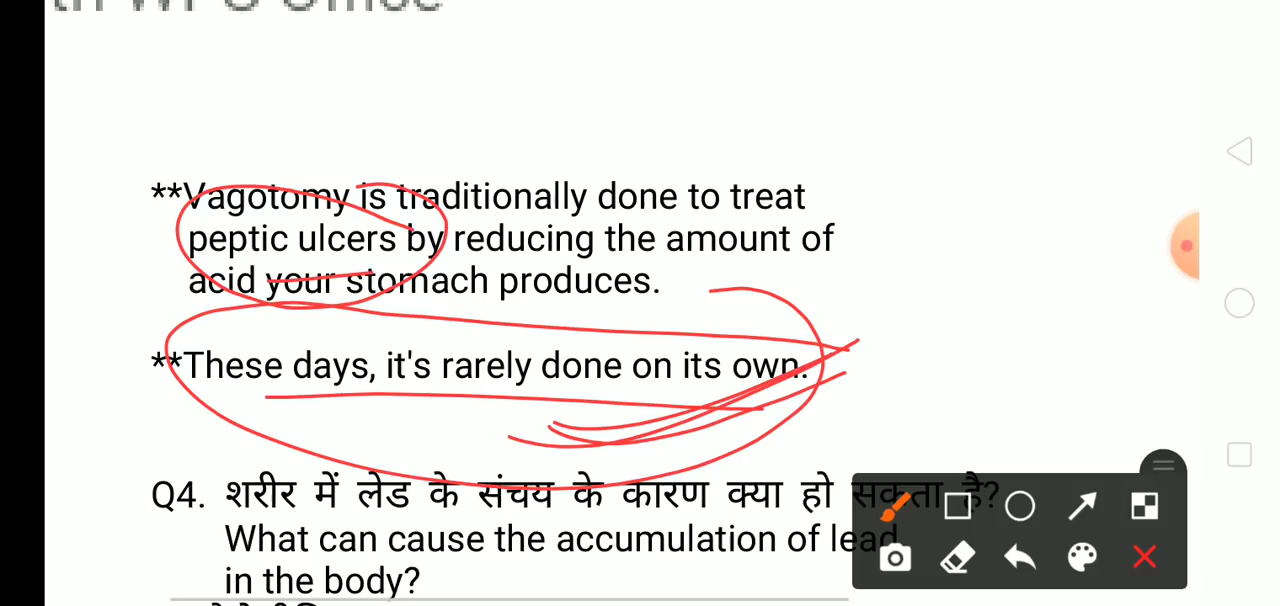 **Vagotomy is traditionally done to treat
peptic ulcers by reducing the amount of
acid your stomach produces.
**These days, it's rarely done on its own.
Q4. शरीर में लेड के संचय के कारण क्या हो सकता है?
What can cause the accumulation of lead
in the body?